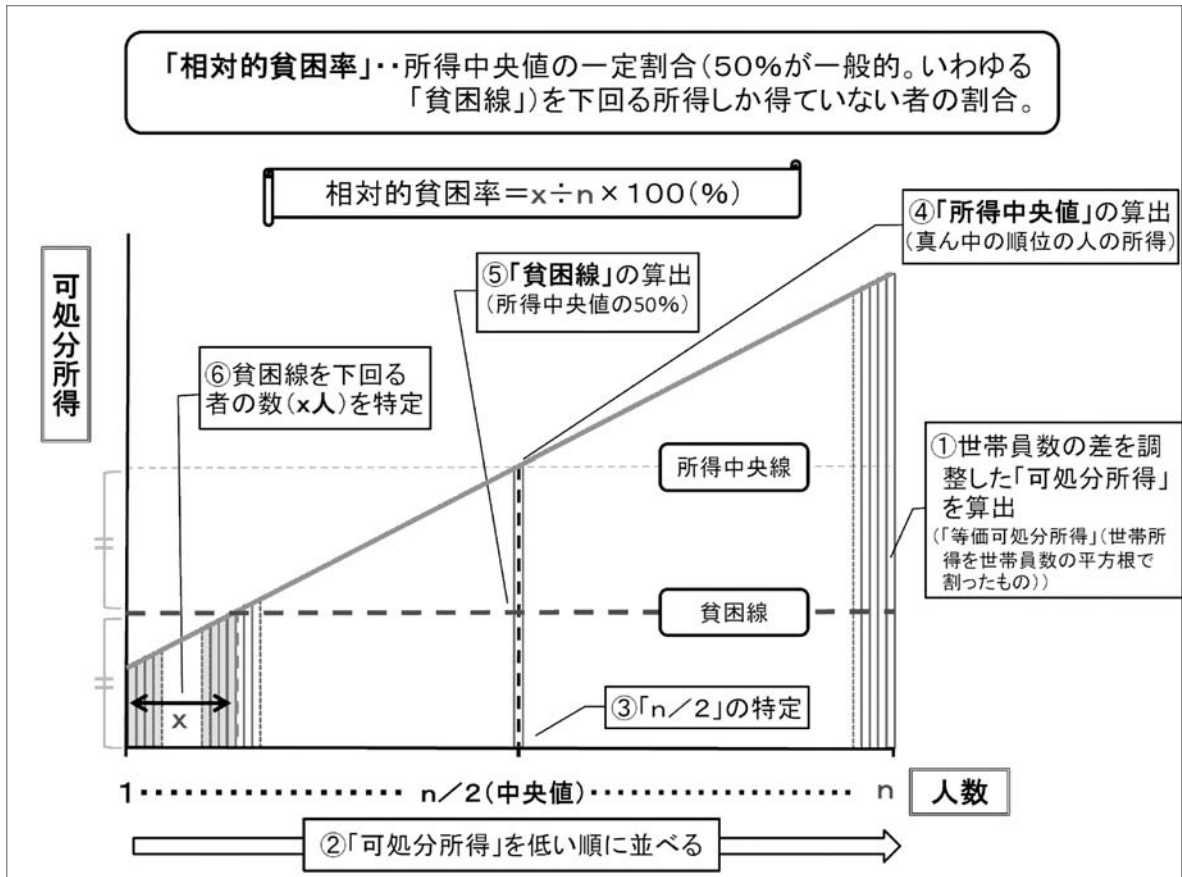 「相対的貧困率」‥所得中央値の一定割合(50%が一般的。いわゆる
「貧困線」)を下回る所得しか得ていない者の割合。
相対的貧困率=x÷n×100(%)
④「所得中央値」の算出
(真ん中の順位の人の所得)
⑤「貧困線」の算出
(所得中央値の50%)
可処分所得
⑥貧困線を下回る
者の数(x人)を特定
所得中央線
①世帯員数の差を調
整した「可処分所得」
を算出
(「等価可処分所得」(世帯所
得を世帯員数の平方根で
割ったもの))
貧困線
x
③「n/2」の特定
1 n/2(中央値) n 人数
②「可処分所得」を低い順に並べる